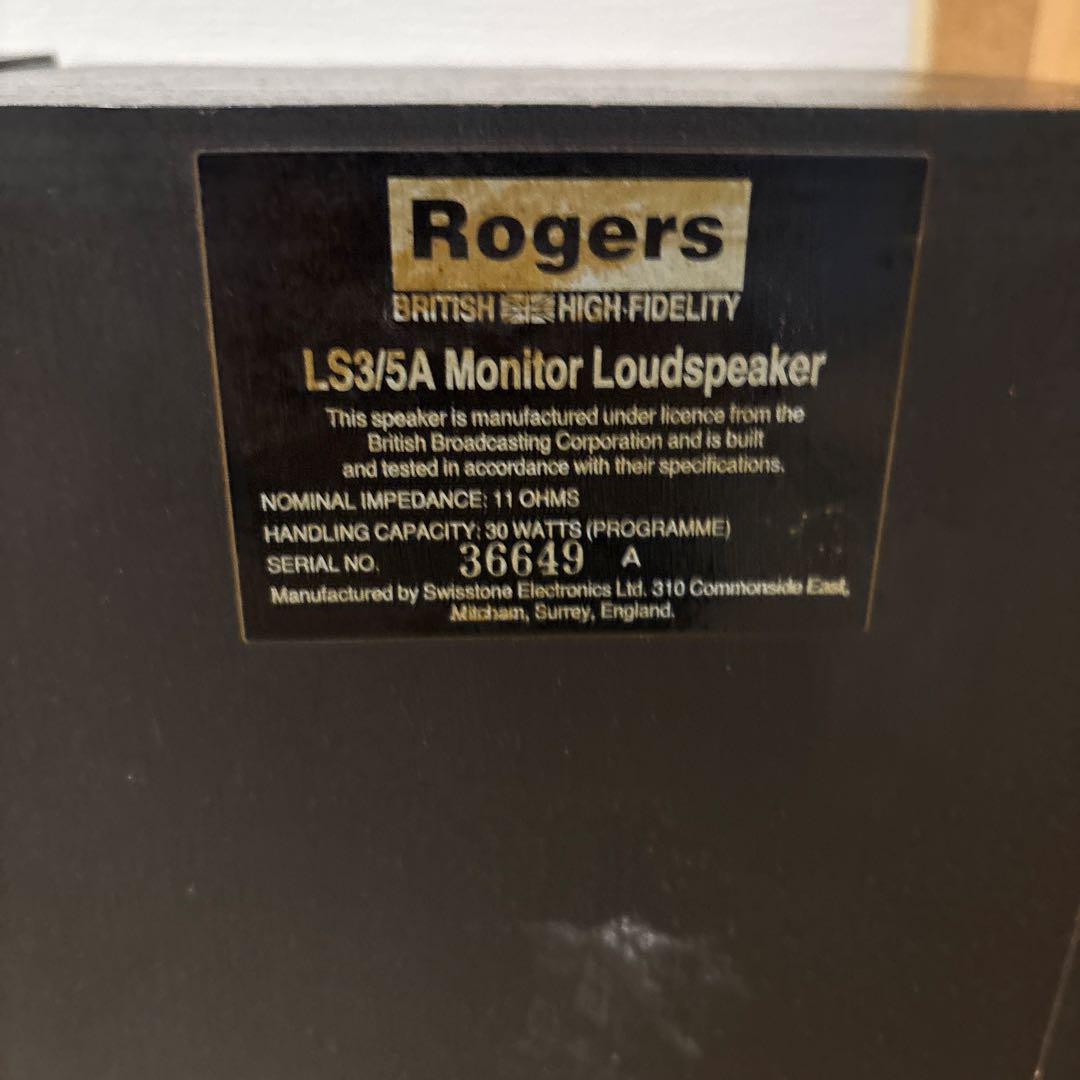 Rogers
BRITISH HIGH-FIDELITY
LS3/5A Monitor Loudspeaker
This speaker is manufactured under licence from the
British Broadcasting Corporation and is built
and tested in accordance with their specifications.
NOMINAL IMPEDANCE: 11 OHMS
HANDLING CAPACITY: 30 WATTS (PROGRAMME)
SERIAL NO. 36649 A
Manufactured by Swisstone Electronics Ltd. 310 Commonside East,
Mitcham, Surrey, England.